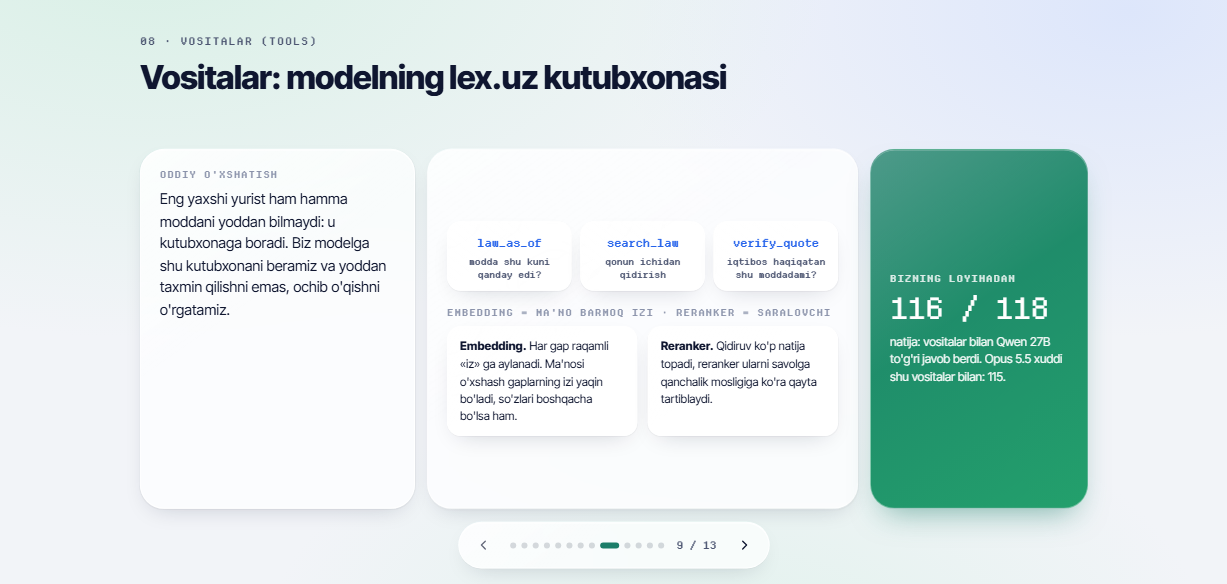 08 · VOSITALAR (TOOLS)
Vositalar: modelning lex.uz kutubxonasi
ODDIY O'XSHATISH
Eng yaxshi yurist ham hamma
moddani yoddan bilmaydi: u
kutubxonaga boradi. Biz modelga
shu kutubxonani beramiz va yoddan
taxmin qilishni emas, ochib o'qishni
o'rgatamiz.
law_as_of
modda shu kuni
qanday edi?
search_law
qonun ichidan
qidirish
verify_quote
iqtibos haqiqatan
shu moddadami?
EMBEDDING = MA'NO BARMOQ IZI · RERANKER = SARALOVCHI
Embedding. Har gap raqamli
«iz» ga aylanadi. Ma'nosi
o'xshash gaplarning izi yaqin
bo'ladi, so'zlari boshqacha
bo'lsa ham.
Reranker. Qidiruv ko'p natija
topadi, reranker ularni savolga
qanchalik mosligiga ko'ra qayta
tartiblaydi.
BIZNING LOYIHADAN
116 / 118
natija: vositalar bilan Qwen 27B
to'g'ri javob berdi. Opus 5.5 xuddi
shu vositalar bilan: 115.
9 / 13